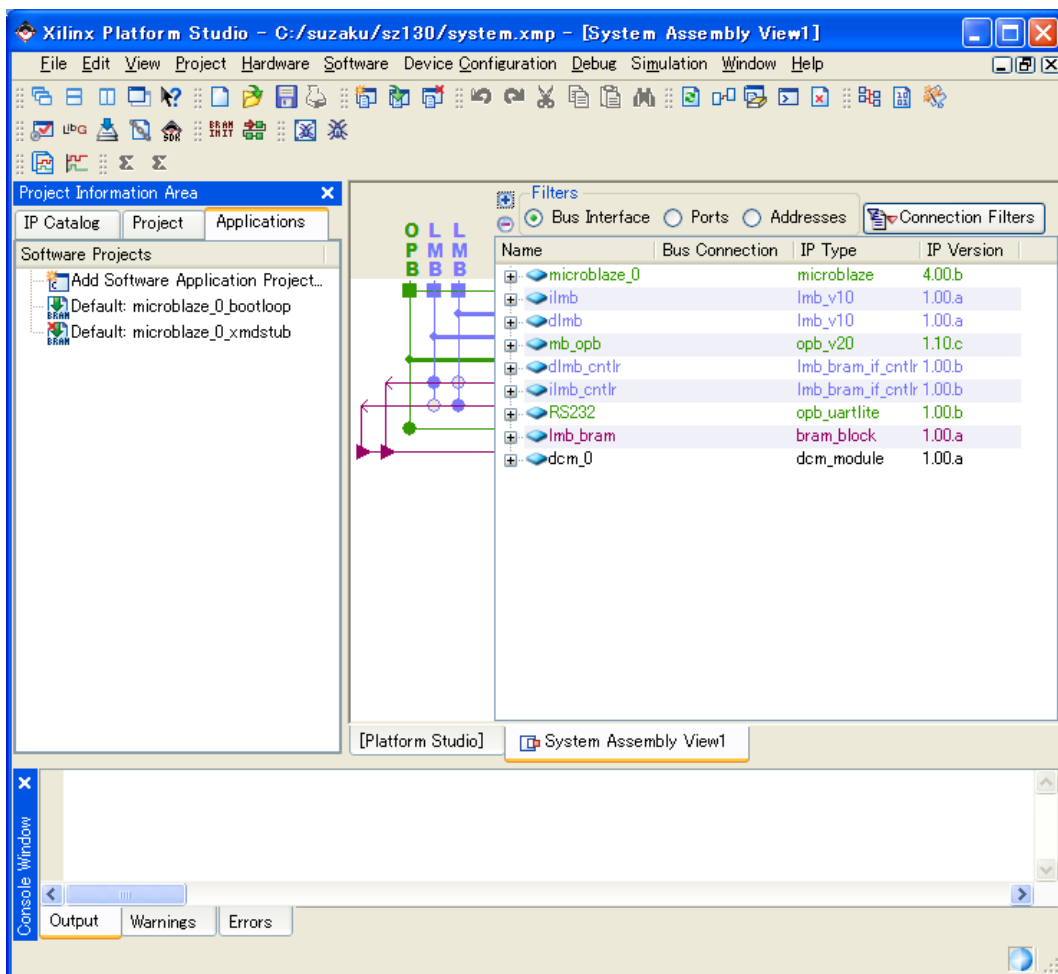 Xilinx Platform Studio - C:/suzaku/sz130/system.xmp - [System Assembly View1]
File Edit View Project Hardware Software Device Configuration Debug Simulation Window Help
BRAM INIT
SDK
Project Information Area
IP Catalog Project Applications
Software Projects
Add Software Application Project...
Default: microblaze_0_bootloop
Default: microblaze_0_xmdstub
BRAM
BRAM
Filters
Bus Interface Ports Addresses Connection Filters
O L L
P M M
B B B
Name Bus Connection IP Type IP Version
microblaze_0 microblaze 4.00.b
ilmb lmb_v10 1.00.a
dlmb lmb_v10 1.00.a
mb_opb opb_v20 1.10.c
dlmb_cntlr lmb_bram_if_cntlr 1.00.b
ilmb_cntlr lmb_bram_if_cntlr 1.00.b
RS232 opb_uartlite 1.00.b
lmb_bram bram_block 1.00.a
dcm_0 dcm_module 1.00.a
[Platform Studio] System Assembly View1
Console Window
Output Warnings Errors